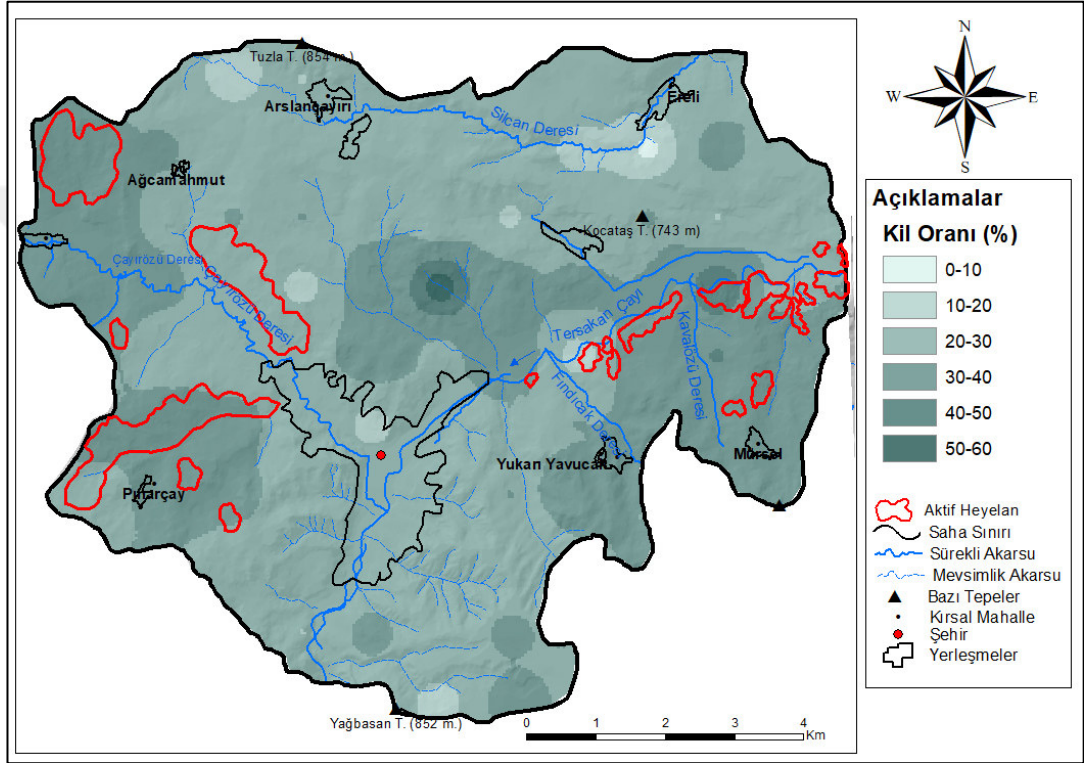 Tuzla T. (854 m.)
Arslançayırı
Ereli
Silcan Deresi
Ağcamahmut
Kocataş T. (743 m)
Çayırözü Deresi
Çayırözü Deresi
Tersakan Çayı
Kavalözü Deresi
Fındıcak Deresi
Yukarı Yavucak
Mürsel
Pınarçay
Yağbasan T. (852 m.)
0 1 2 3 4
Km
N
W E
S
Açıklamalar
Kil Oranı (%)
0-10
10-20
20-30
30-40
40-50
50-60
Aktif Heyelan
Saha Sınırı
Sürekli Akarsu
Mevsimlik Akarsu
Bazı Tepeler
Kırsal Mahalle
Şehir
Yerleşmeler